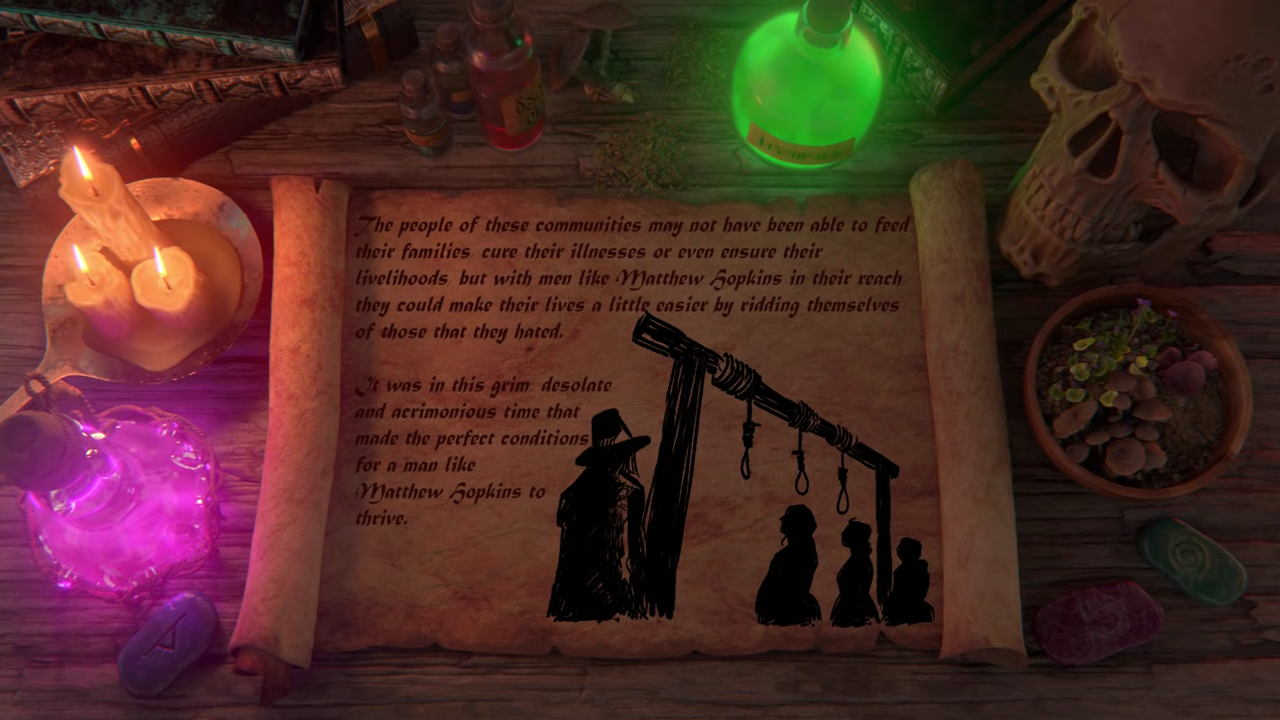 The people of these communities may not have been able to feed
their families, cure their illnesses or even ensure their
livelihoods, but with men like Matthew Hopkins in their reach,
they could make their lives a little easier by ridding themselves
of those that they hated.
It was in this grim, desolate
and acrimonious time that
made the perfect conditions
for a man like
Matthew Hopkins to
thrive.